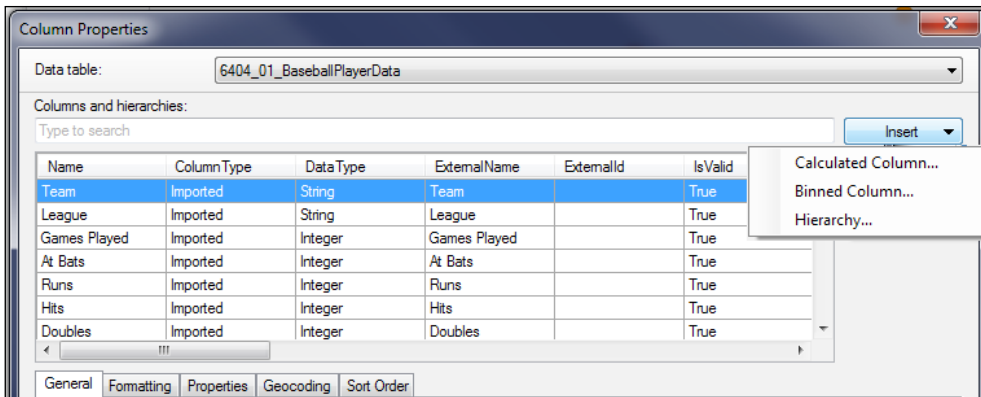 Column Properties
Data table: 6404_01_BaseballPlayerData
Columns and hierarchies:
Type to search Insert
Calculated Column...
Binned Column...
Hierarchy...
Name ColumnType DataType ExternalName ExternalId IsValid
Team Imported String Team True
League Imported String League True
Games Played Imported Integer Games Played True
At Bats Imported Integer At Bats True
Runs Imported Integer Runs True
Hits Imported Integer Hits True
Doubles Imported Integer Doubles True
General Formatting Properties Geocoding Sort Order